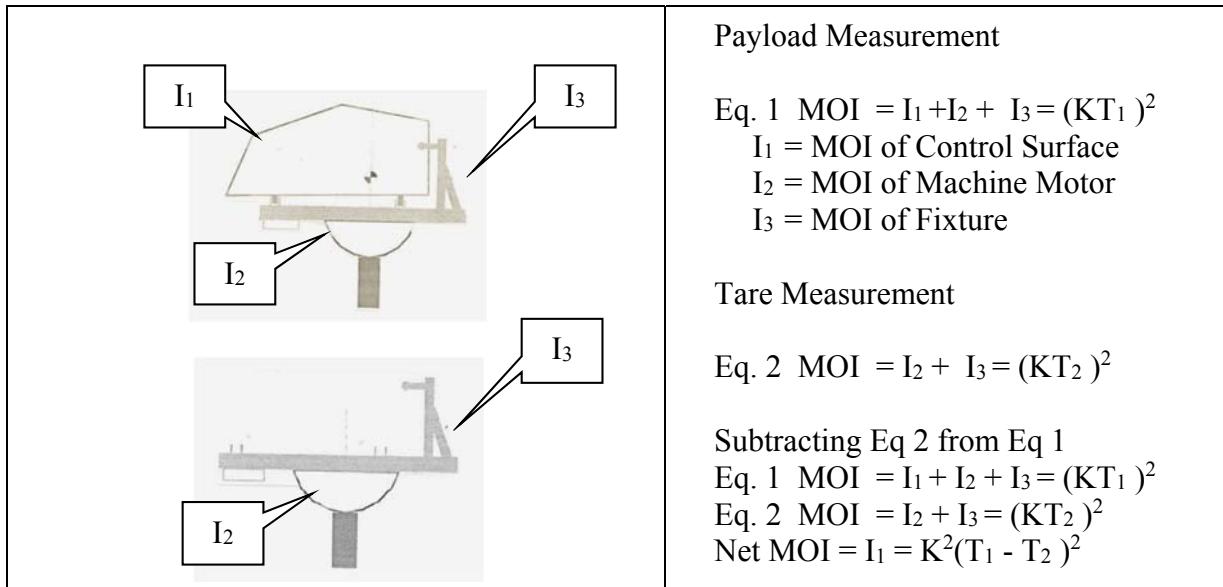 I1
I3
I2
I3
I2
Payload Measurement
Eq. 1 MOI = I1 +I2 + I3 = (KT1 )2
I1 = MOI of Control Surface
I2 = MOI of Machine Motor
I3 = MOI of Fixture
Tare Measurement
Eq. 2 MOI = I2 + I3 = (KT2 )2
Subtracting Eq 2 from Eq 1
Eq. 1 MOI = I1 + I2 + I3 = (KT1 )2
Eq. 2 MOI = I2 + I3 = (KT2 )2
Net MOI = I1 = K2(T1 - T2 )2